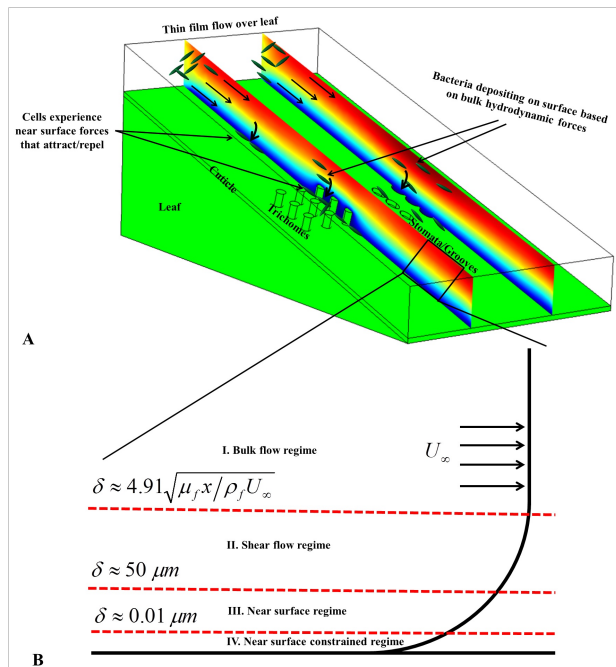 Thin film flow over leaf
Bacteria depositing on surface based
on bulk hydrodynamic forces
Cells experience
near surface forces
that attract/repel
Cuticle
Trichomes
Stomata/Grooves
Leaf
A
I. Bulk flow regime
U∞
δ ≈ 4.91√μf x/ρf U∞
II. Shear flow regime
δ ≈ 50 μm
δ ≈ 0.01 μm
III. Near surface regime
IV. Near surface constrained regime
B